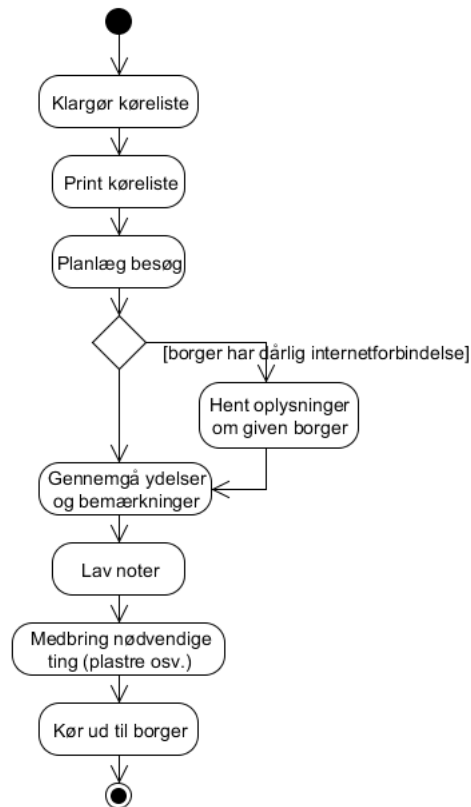 Klargør køreliste
Print køreliste
Planlæg besøg
[borger har dårlig internetforbindelse]
Hent oplysninger
om given borger
Gennemgå ydelser
og bemærkninger
Lav noter
Medbring nødvendige
ting (plastre osv.)
Kør ud til borger